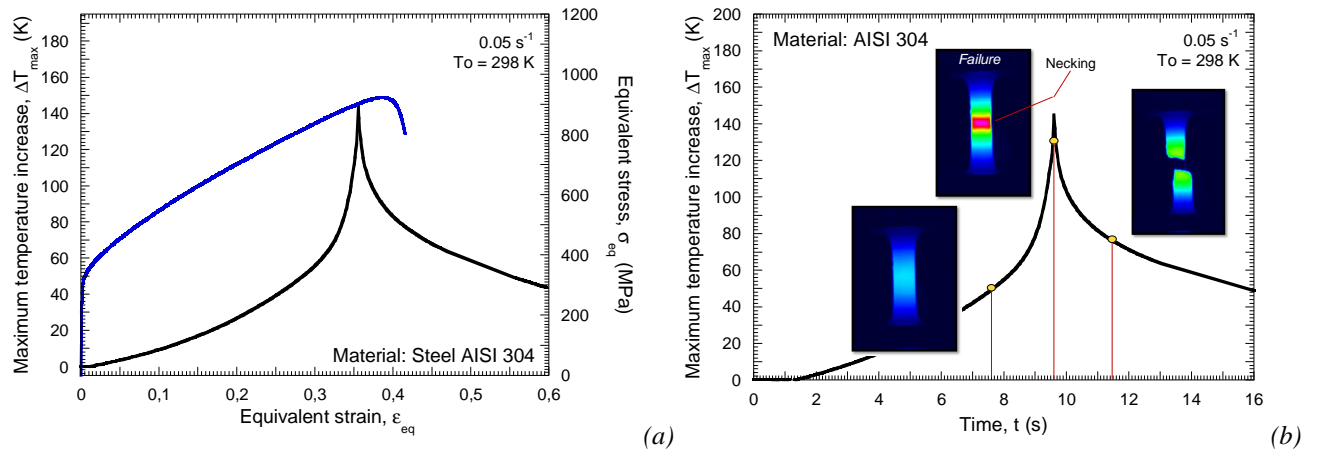 Maximum temperature increase, ΔT_max (K)
180
160
140
120
100
80
60
40
20
0
0
0,1
0,2
0,3
0,4
0,5
0,6
Equivalent strain, ε_eq
1200
1000
800
600
400
200
0
Equivalent stress, σ_eq (MPa)
0.05 s⁻¹
To = 298 K
Material: Steel AISI 304
(a)
Maximum temperature increase, ΔT_max (K)
200
180
160
140
120
100
80
60
40
20
0
0
2
4
6
8
10
12
14
16
Time, t (s)
Material: AISI 304
0.05 s⁻¹
To = 298 K
Failure
Necking
(b)